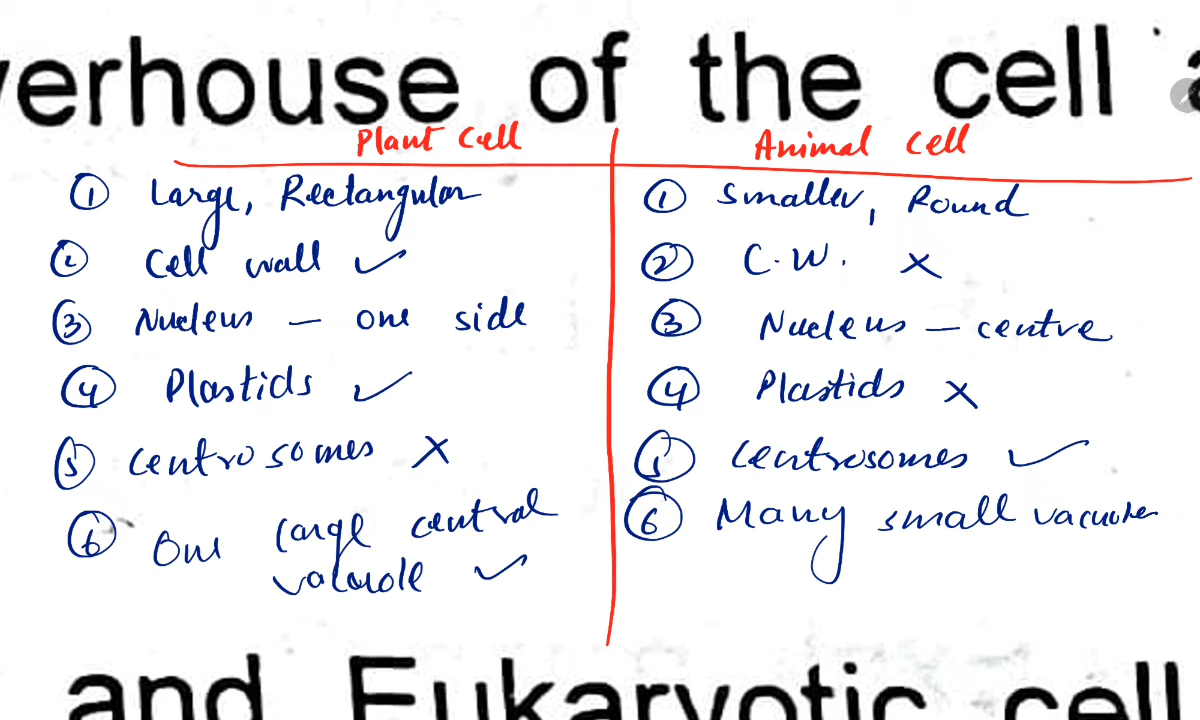 verhouse of the cell a
Plant Cell
Animal Cell
① Large, Rectangular
① Smaller, Round
② Cell wall ✓
② C.W. ✗
③ Nucleus – one side
③ Nucleus – centre
④ Plastids ✓
④ Plastids ✗
⑤ Centrosomes ✗
⑤ Centrosomes ✓
⑥ One large central
vacuole ✓
⑥ Many small vacuoles
and Eukaryotic cell